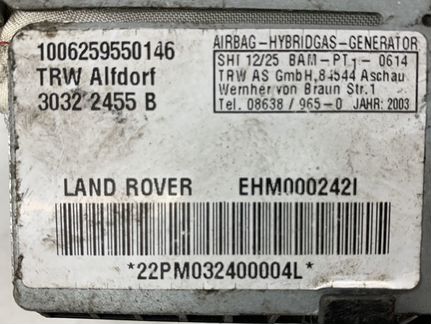 1006259550146
TRW Alfdorf
3032 2455 B
AIRBAG-HYBRIDGAS-GENERATOR
SHI 12/25 BAM-PT1- 0614
TRW AS GmbH,84544 Aschau
Wernher von Braun Str.1
Tel. 08638/965-0 JAHR: 2003
LAND ROVER EHM000242I
*22PM032400004L*